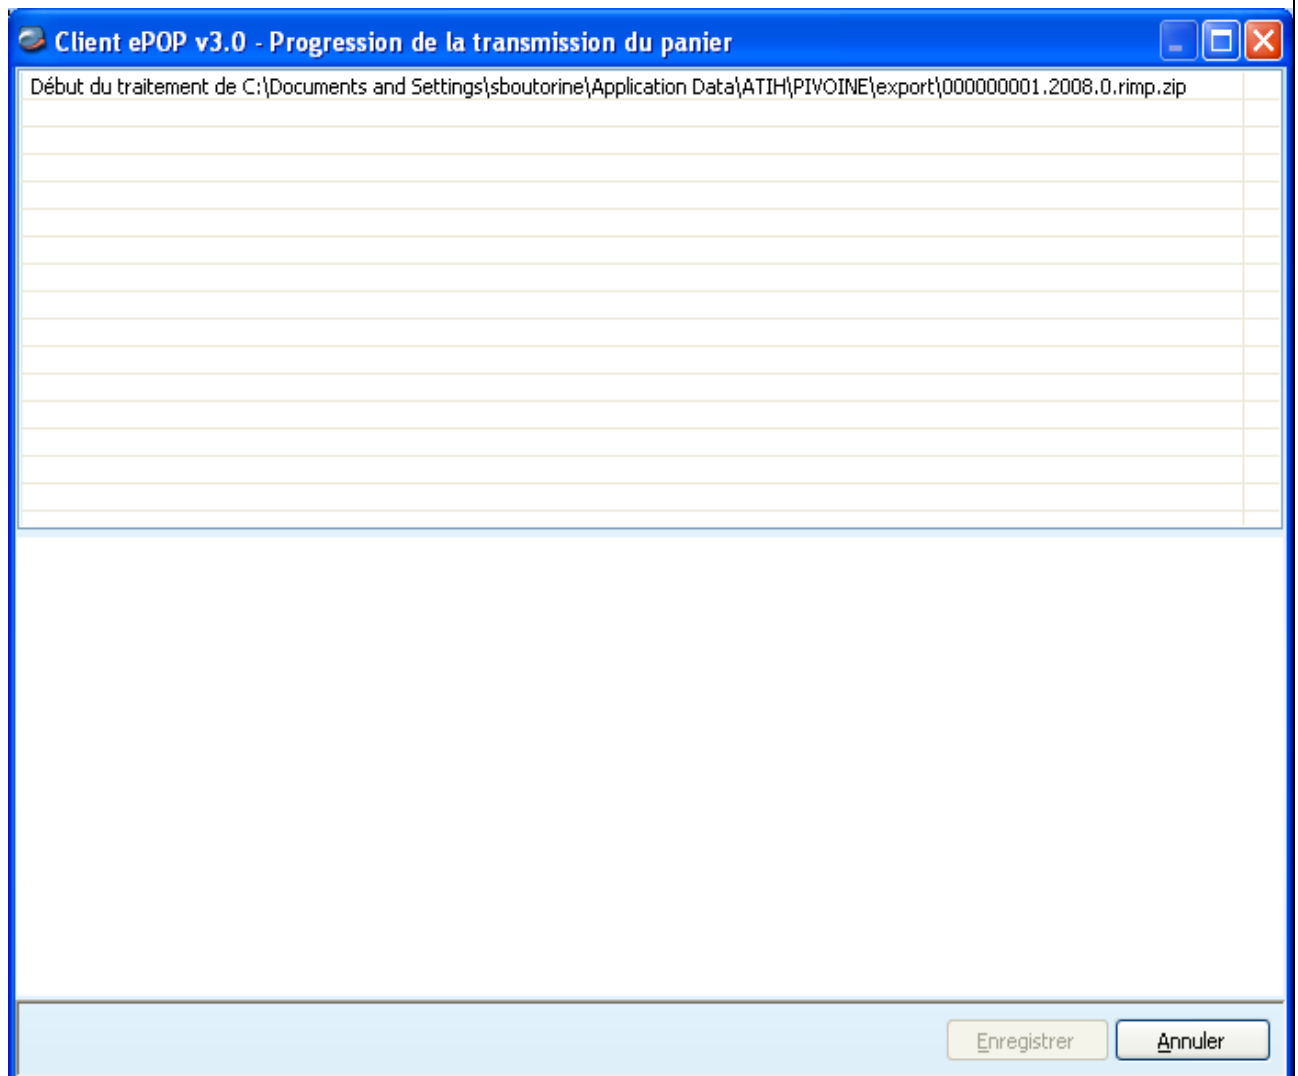 Client ePOP v3.0 - Progression de la transmission du panier
Début du traitement de C:\Documents and Settings\sboutorine\Application Data\ATIH\PIVOINE\export\000000001.2008.0.rimp.zip
Enregistrer
Annuler